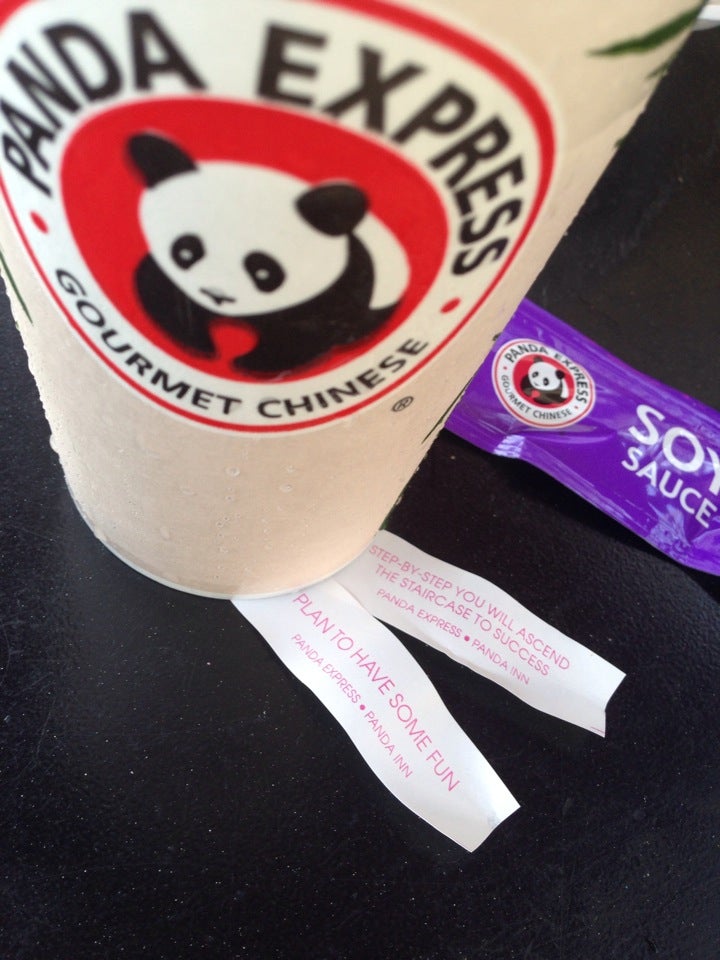 PANDA EXPRESS
GOURMET CHINESE ®
PANDA EXPRESS
GOURMET CHINESE
SOY
SAUCE
STEP-BY-STEP YOU WILL ASCEND
THE STAIRCASE TO SUCCESS
PANDA EXPRESS • PANDA INN
PLAN TO HAVE SOME FUN
PANDA EXPRESS • PANDA INN